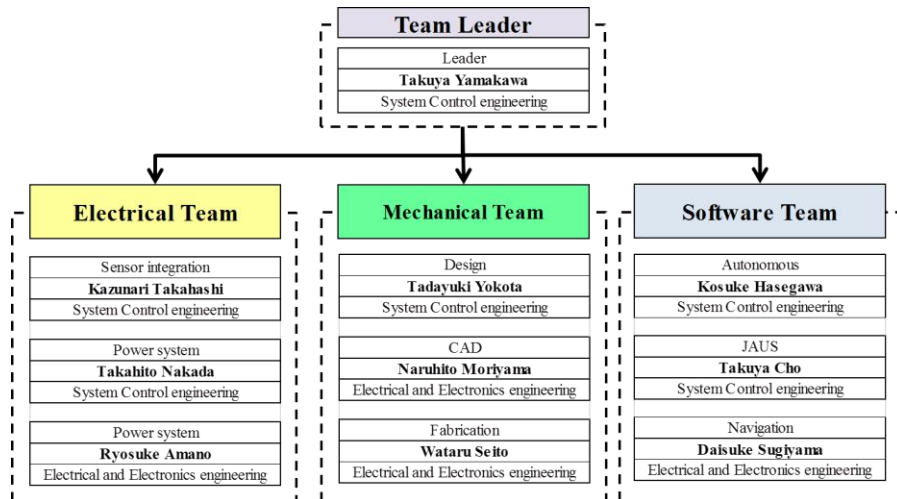 Team Leader
Leader
Takuya Yamakawa
System Control engineering
Electrical Team
Sensor integration
Kazunari Takahashi
System Control engineering
Power system
Takahito Nakada
System Control engineering
Power system
Ryosuke Amano
Electrical and Electronics engineering
Mechanical Team
Design
Tadayuki Yokota
System Control engineering
CAD
Naruhito Moriyama
Electrical and Electronics engineering
Fabrication
Wataru Seito
Electrical and Electronics engineering
Software Team
Autonomous
Kosuke Hasegawa
System Control engineering
JAUS
Takuya Cho
System Control engineering
Navigation
Daisuke Sugiyama
Electrical and Electronics engineering